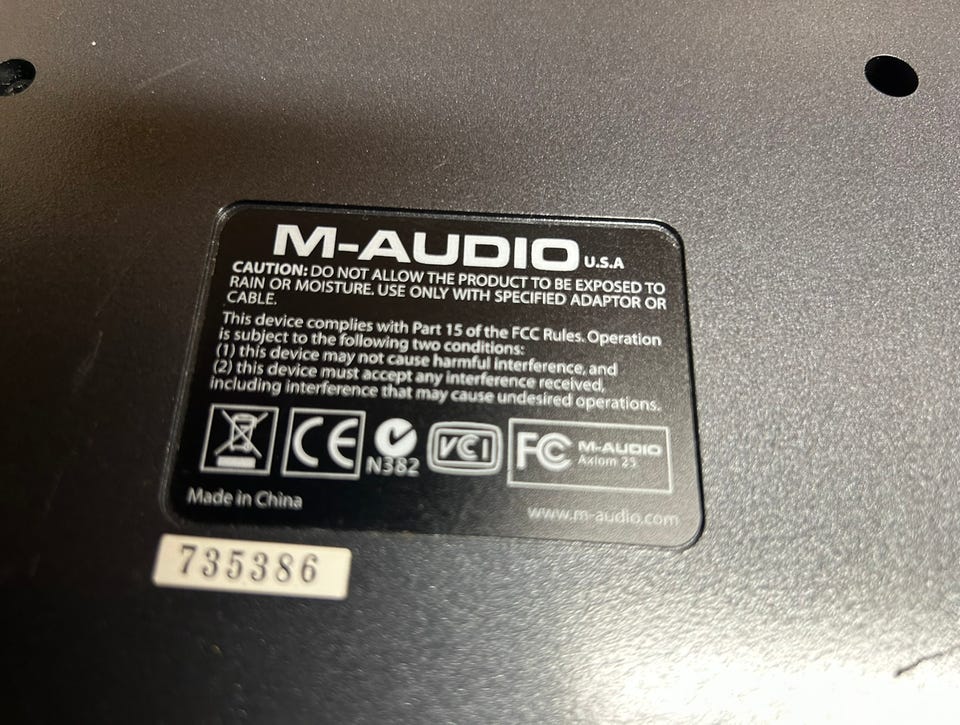 M-AUDIO U.S.A
CAUTION: DO NOT ALLOW THE PRODUCT TO BE EXPOSED TO
RAIN OR MOISTURE. USE ONLY WITH SPECIFIED ADAPTOR OR
CABLE.
This device complies with Part 15 of the FCC Rules. Operation
is subject to the following two conditions:
(1) this device may not cause harmful interference, and
(2) this device must accept any interference received,
including interference that may cause undesired operations.
CE N382 VCI FC M-AUDIO
Axiom 25
Made in China
www.m-audio.com
735386